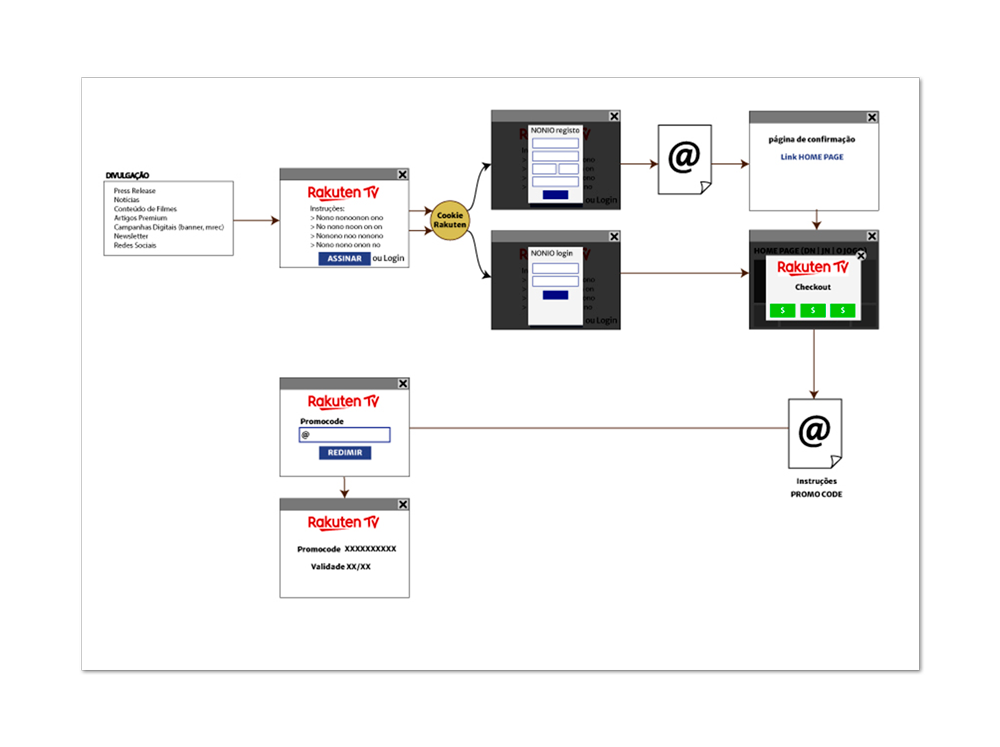 DIVULGAÇÃO
Press Release
Notícias
Conteúdo de Filmes
Artigos Premium
Campanhas Digitais (banner, mrec)
Newsletter
Redes Sociais
Rakuten TV
Instruções:
> Nono nonoonon ono
> No nono noon on on
> Nonono noo nonono
> Nono nono onon no
ASSINAR ou Login
Cookie
Rakuten
NONIO registo
ou Login
NONIO login
ou Login
@
página de confirmação
Link HOME PAGE
HOME PAGE (DN | JN | O JOGO)
Rakuten TV
Checkout
$ $ $
@
Instruções
PROMO CODE
Rakuten TV
Promocode
@
REDIMIR
Rakuten TV
Promocode XXXXXXXXXX
Validade XX/XX